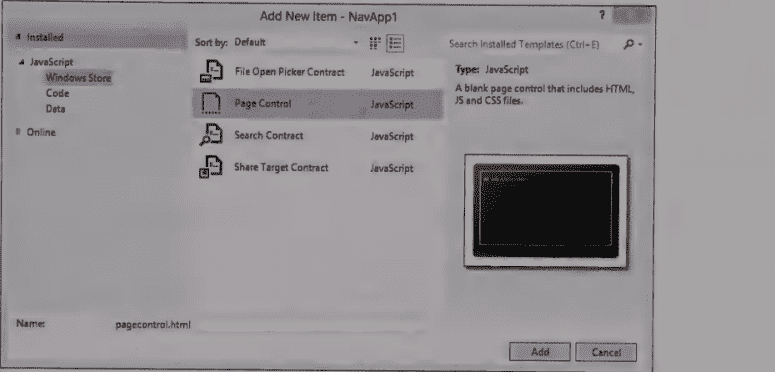 Add New Item - NavApp1
?
Installed
Sort by: Default
Search Installed Templates (Ctrl+E)
JavaScript
Windows Store
Code
Data
Online
File Open Picker Contract JavaScript
Page Control JavaScript
Search Contract JavaScript
Share Target Contract JavaScript
Type: JavaScript
A blank page control that includes HTML,
JS and CSS files.
Name: pagecontrol.html
Add Cancel